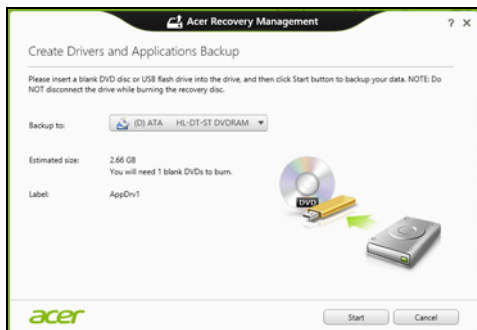 Acer Recovery Management
? ×
Create Drivers and Applications Backup
Please insert a blank DVD disc or USB flash drive into the drive, and then click Start button to backup your data. NOTE: Do
NOT disconnect the drive while burning the recovery disc.
Backup to: (D) ATA HL-DT-ST DVDRAM
Estimated size: 2.66 GB
You will need 1 blank DVDs to burn.
Label: AppDrv1
DVD
acer
Start Cancel